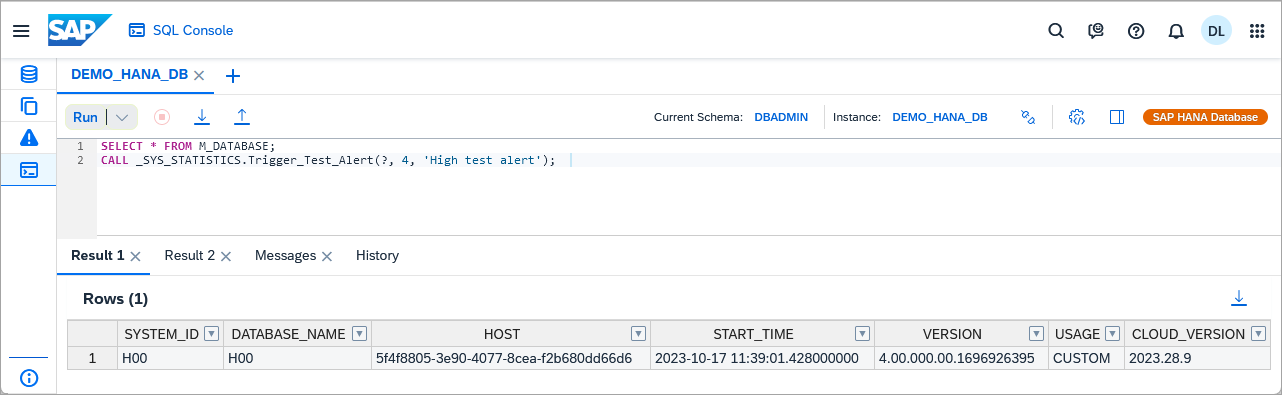 SAP SQL Console DL
DEMO_HANA_DB
Run Current Schema: DBADMIN Instance: DEMO_HANA_DB SAP HANA Database
1 SELECT * FROM M_DATABASE;
2 CALL _SYS_STATISTICS.Trigger_Test_Alert(?, 4, 'High test alert');
Result 1 Result 2 Messages History
Rows (1)
SYSTEM_ID DATABASE_NAME HOST START_TIME VERSION USAGE CLOUD_VERSION
1 H00 H00 5f4f8805-3e90-4077-8cea-f2b680dd66d6 2023-10-17 11:39:01.428000000 4.00.000.00.1696926395 CUSTOM 2023.28.9